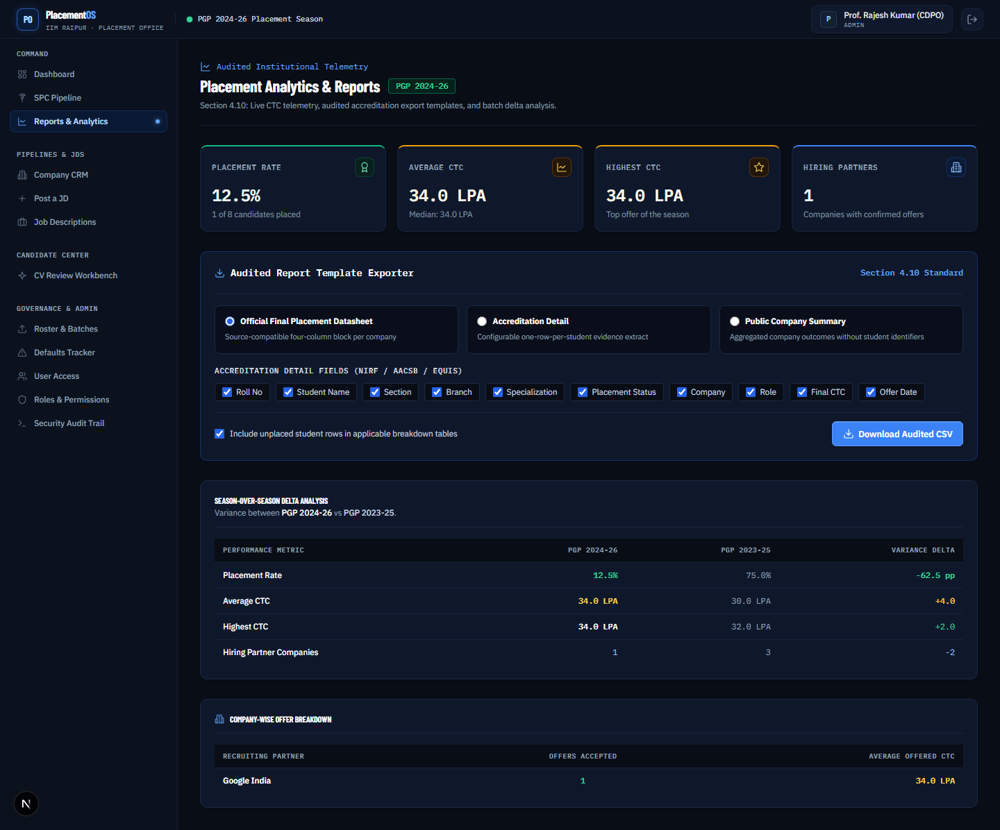 PO
PlacementOS
IIM RAIPUR · PLACEMENT OFFICE
PGP 2024-26 Placement Season
P
Prof. Rajesh Kumar (CDPO)
ADMIN
COMMAND
Dashboard
SPC Pipeline
Reports & Analytics
PIPELINES & JDS
Company CRM
Post a JD
Job Descriptions
CANDIDATE CENTER
CV Review Workbench
GOVERNANCE & ADMIN
Roster & Batches
Defaults Tracker
User Access
Roles & Permissions
Security Audit Trail
N
Audited Institutional Telemetry
Placement Analytics & Reports PGP 2024-26
Section 4.10: Live CTC telemetry, audited accreditation export templates, and batch delta analysis.
PLACEMENT RATE
12.5%
1 of 8 candidates placed
AVERAGE CTC
34.0 LPA
Median: 34.0 LPA
HIGHEST CTC
34.0 LPA
Top offer of the season
HIRING PARTNERS
1
Companies with confirmed offers
Audited Report Template Exporter
Section 4.10 Standard
Official Final Placement Datasheet
Source-compatible four-column block per company
Accreditation Detail
Configurable one-row-per-student evidence extract
Public Company Summary
Aggregated company outcomes without student identifiers
ACCREDITATION DETAIL FIELDS (NIRF / AACSB / EQUIS)
Roll No Student Name Section Branch Specialization Placement Status Company Role Final CTC Offer Date
Include unplaced student rows in applicable breakdown tables
Download Audited CSV
SEASON-OVER-SEASON DELTA ANALYSIS
Variance between PGP 2024-26 vs PGP 2023-25.
PERFORMANCE METRIC PGP 2024-26 PGP 2023-25 VARIANCE DELTA
Placement Rate 12.5% 75.0% -62.5 pp
Average CTC 34.0 LPA 30.0 LPA +4.0
Highest CTC 34.0 LPA 32.0 LPA +2.0
Hiring Partner Companies 1 3 -2
COMPANY-WISE OFFER BREAKDOWN
RECRUITING PARTNER OFFERS ACCEPTED AVERAGE OFFERED CTC
Google India 1 34.0 LPA